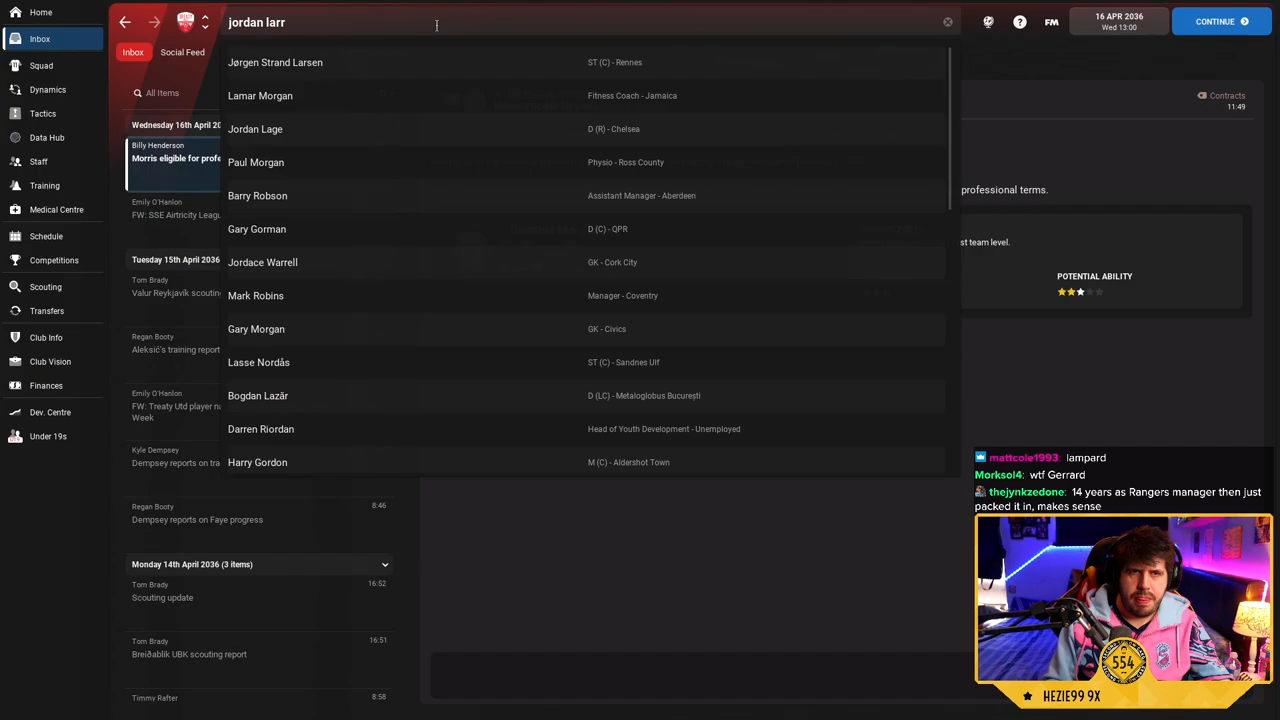 Home
jordan larr
16 APR 2036
Wed 13:00
CONTINUE
FM
Inbox
Squad
Dynamics
Tactics
Data Hub
Staff
Training
Medical Centre
Schedule
Competitions
Scouting
Transfers
Club Info
Club Vision
Finances
Dev. Centre
Under 19s
Inbox
Social Feed
All Items
Wednesday 16th April 20
Billy Henderson
Morris eligible for profe
Emily O'Hanlon
FW: SSE Airtricity Leagu
Tuesday 15th April 2036
Tom Brady
Valur Reykjavík scoutin
Regan Booty
Aleksić's training report
Emily O'Hanlon
FW: Treaty Utd player na
Week
Kyle Dempsey
Dempsey reports on tra
Regan Booty
8:46
Dempsey reports on Faye progress
Monday 14th April 2036 (3 items)
Tom Brady
16:52
Scouting update
Tom Brady
16:51
Breiðablik UBK scouting report
Timmy Rafter
8:58
Jørgen Strand Larsen
ST (C) - Rennes
Lamar Morgan
Fitness Coach - Jamaica
Jordan Lage
D (R) - Chelsea
Paul Morgan
Physio - Ross County
Barry Robson
Assistant Manager - Aberdeen
Gary Gorman
D (C) - QPR
Jordace Warrell
GK - Cork City
Mark Robins
Manager - Coventry
Gary Morgan
GK - Civics
Lasse Nordås
ST (C) - Sandnes Ulf
Bogdan Lazăr
D (LC) - Metaloglobus București
Darren Riordan
Head of Youth Development - Unemployed
Harry Gordon
M (C) - Aldershot Town
Contracts
11:49
professional terms.
st team level.
POTENTIAL ABILITY
mattcole1993: lampard
Morksol4: wtf Gerrard
thejynkzedone: 14 years as Rangers manager then just
packed it in, makes sense
554
HEZIE99 9X